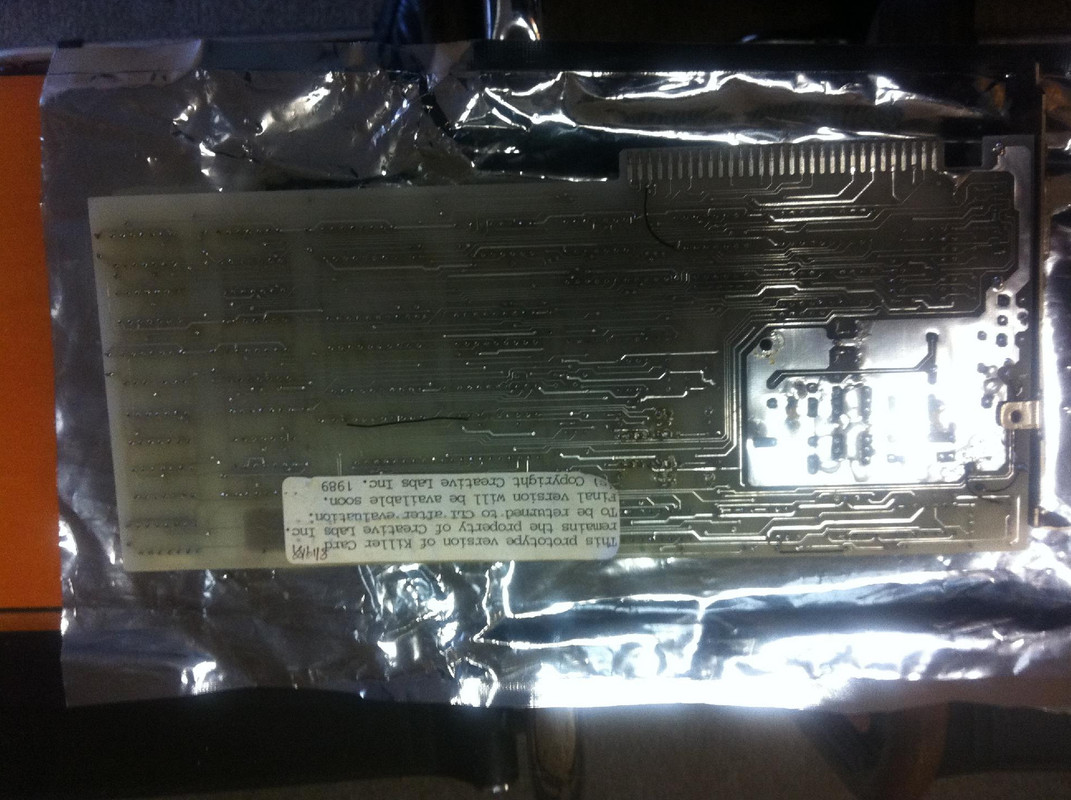 This prototype version of Killer Card
remains the property of Creative Labs Inc.
To be returned to CLI after evaluation.
Final version will be available soon.
(c) Copyright Creative Labs Inc. 1989